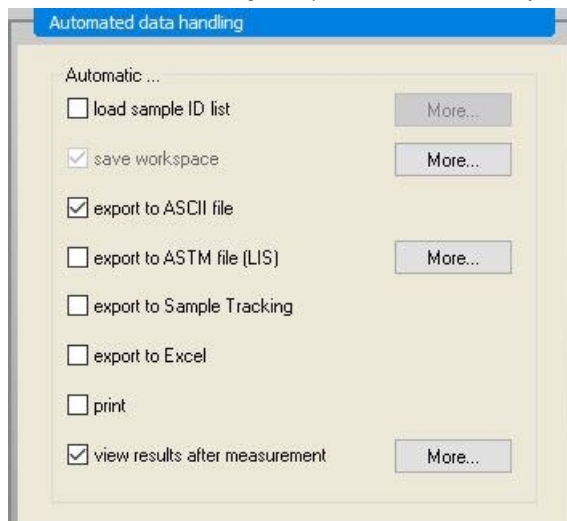 Automated data handling
Automatic ...
load sample ID list More...
save workspace More...
export to ASCII file
export to ASTM file (LIS) More...
export to Sample Tracking
export to Excel
print
view results after measurement More...